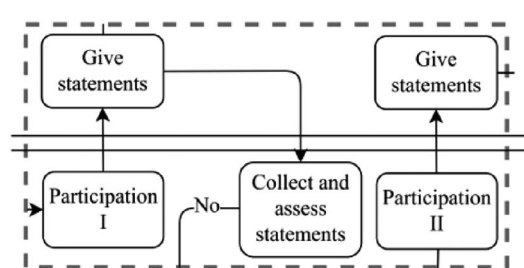 Give
statements
Give
statements
Participation
I
No
Collect and
assess
statements
Participation
II